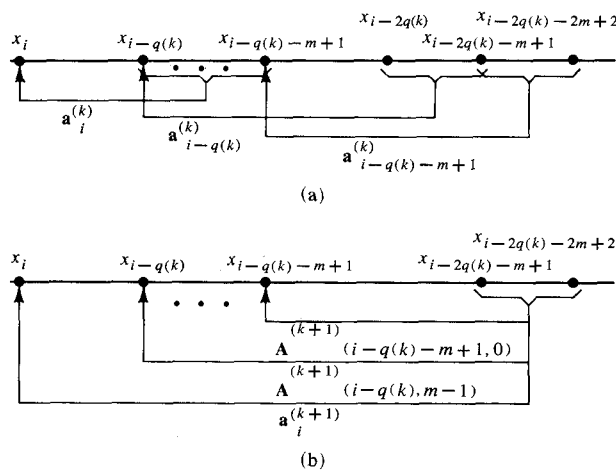 x_{i-2q(k)} x_{i-2q(k)-2m+2}
x_i x_{i-q(k)} x_{i-q(k)-m+1} x_{i-2q(k)-m+1}
. . .
a_i^{(k)}
a_{i-q(k)}^{(k)}
a_{i-q(k)-m+1}^{(k)}
(a)
x_{i-2q(k)-2m+2}
x_i x_{i-q(k)} x_{i-q(k)-m+1} x_{i-2q(k)-m+1}
. . .
A^{(k+1)} (i-q(k)-m+1,0)
A^{(k+1)} (i-q(k),m-1)
a_i^{(k+1)}
(b)